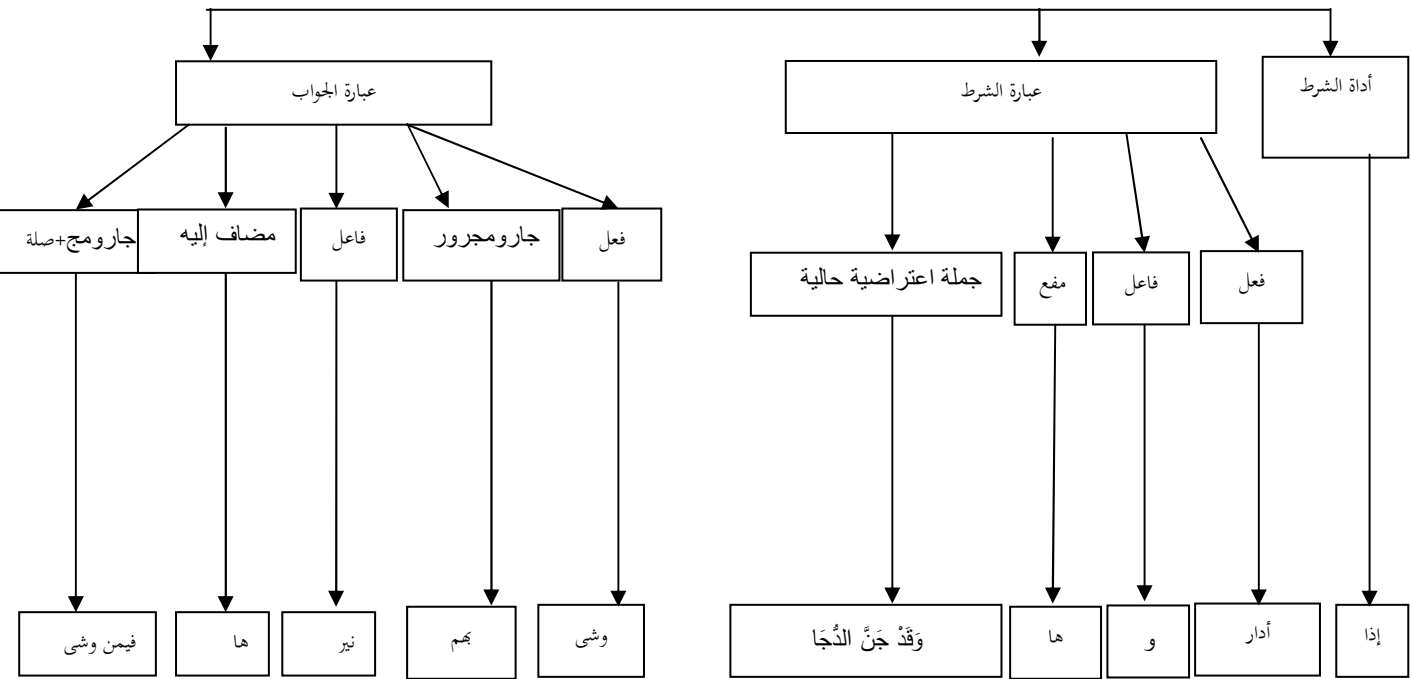 أداة الشرط
عبارة الشرط
عبارة الجواب
فعل
فاعل
مفع
جملة اعتراضية حالية
فعل
جارومجرور
فاعل
مضاف إليه
جارومج+صلة
إذا
أدار
و
ها
وَقَدْ جَنَّ الدُّجَا
وشى
بهم
نير
ها
فيمن وشى